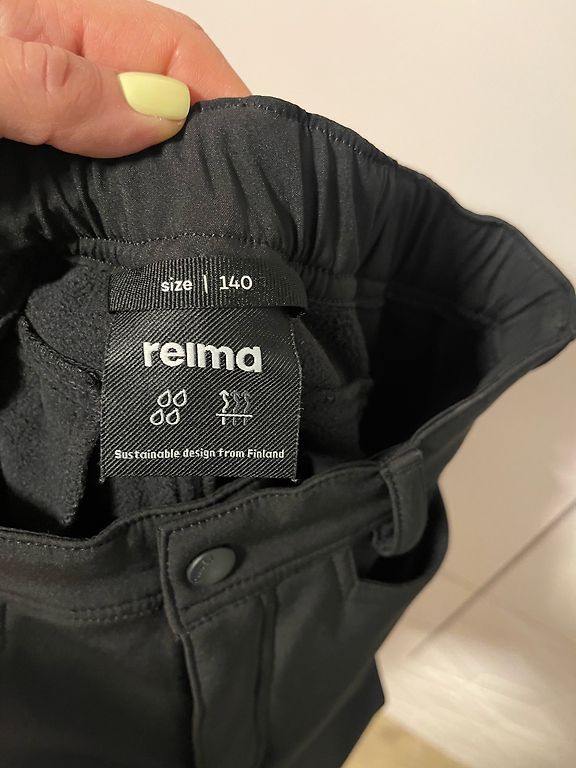 size | 140
reima
Sustainable design from Finland